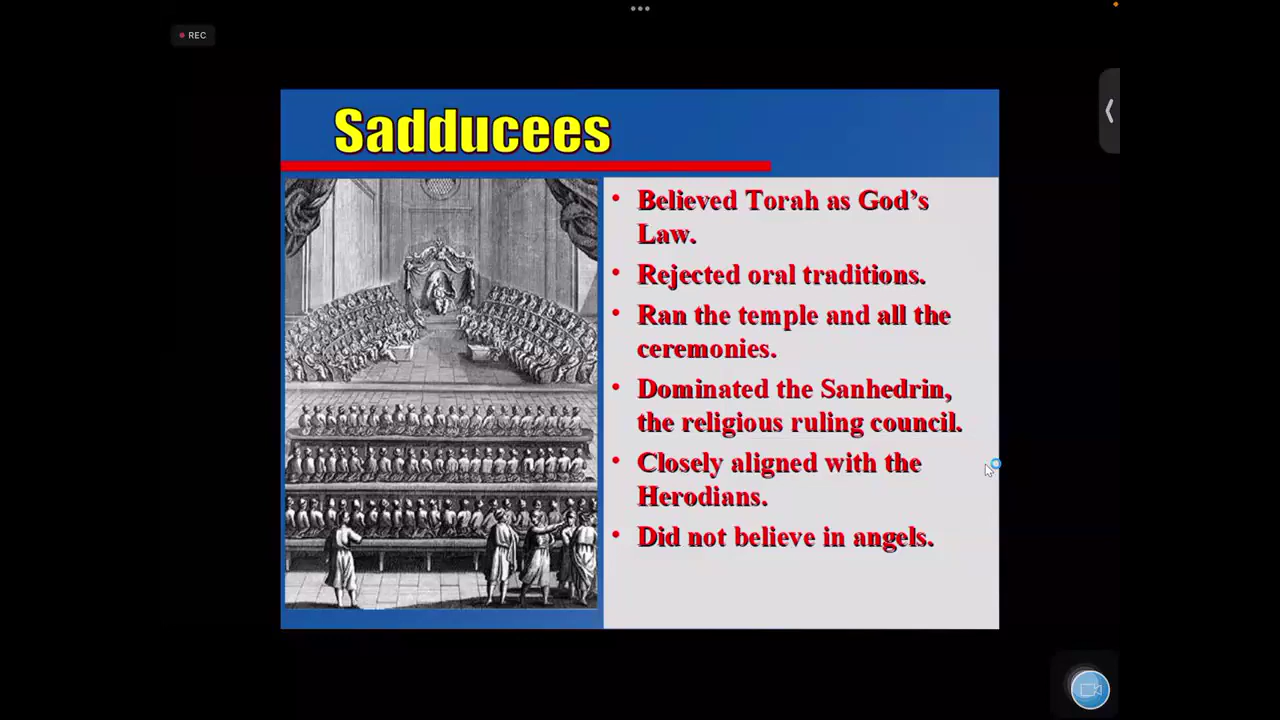 REC
Sadducees
• Believed Torah as God's
Law.
• Rejected oral traditions.
• Ran the temple and all the
ceremonies.
• Dominated the Sanhedrin,
the religious ruling council.
• Closely aligned with the
Herodians.
• Did not believe in angels.